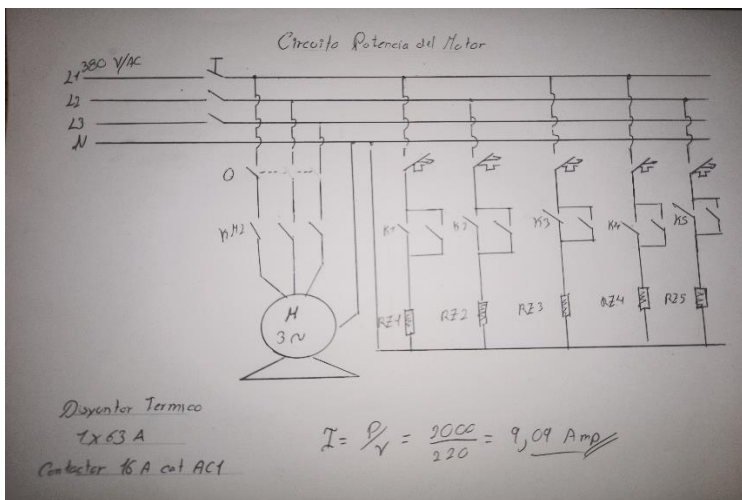 Circuito Potencia del Motor
380 V/AC
I
L1
L2
L3
N
O
KM1
K1
K2
K3
K4
K5
M
3~
RZ1
RZ2
RZ3
RZ4
RZ5
Disyuntor Termico
1x63 A
Contactor 16 A cat AC1
I = P/V = 2000/220 = 9,09 Amp